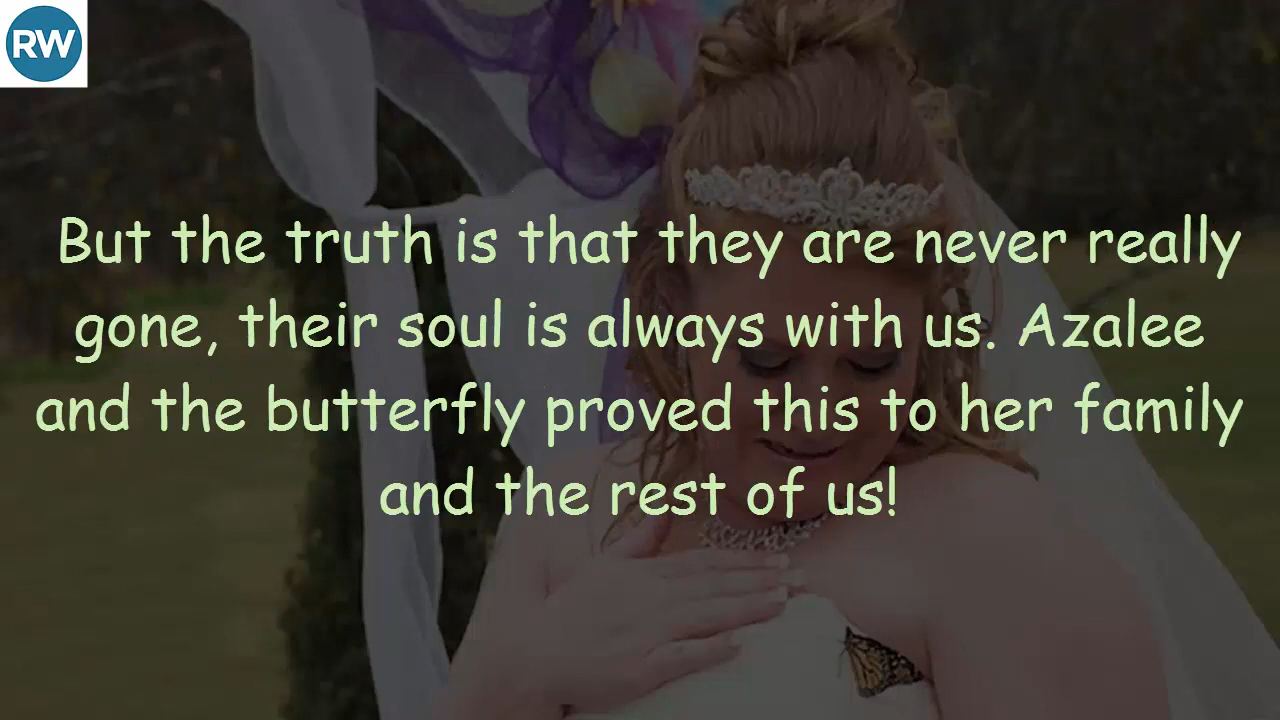 RW
But the truth is that they are never really
gone, their soul is always with us. Azalee
and the butterfly proved this to her family
and the rest of us!